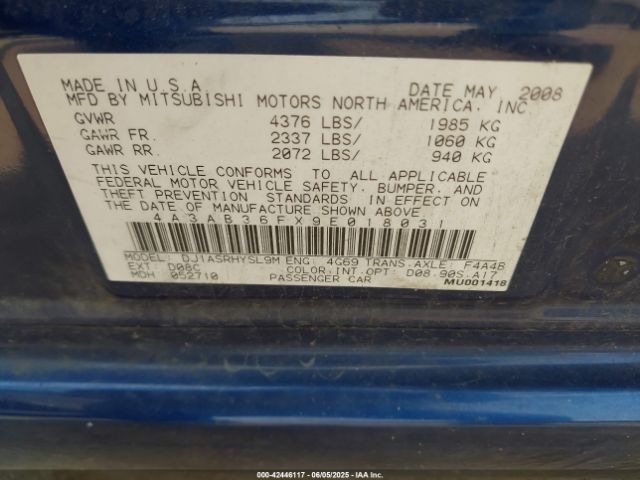 MADE IN U.S.A. DATE MAY 2008
MFD BY MITSUBISHI MOTORS NORTH AMERICA, INC.
GVWR 4376 LBS/ 1985 KG
GAWR FR. 2337 LBS/ 1060 KG
GAWR RR. 2072 LBS/ 940 KG
THIS VEHICLE CONFORMS TO ALL APPLICABLE
FEDERAL MOTOR VEHICLE SAFETY, BUMPER, AND
THEFT PREVENTION STANDARDS IN EFFECT ON
THE DATE OF MANUFACTURE SHOWN ABOVE.
4A3AB36FX9E018031
MODEL: DJ1ASRHYSL9M ENG: 4G69 TRANS.AXLE: F4A4B
EXT: D08C COLOR.INT.OPT: D08.90S.A17
MDH: 052710 PASSENGER CAR MU001418
000-42446117 - 06/05/2025 - IAA Inc.